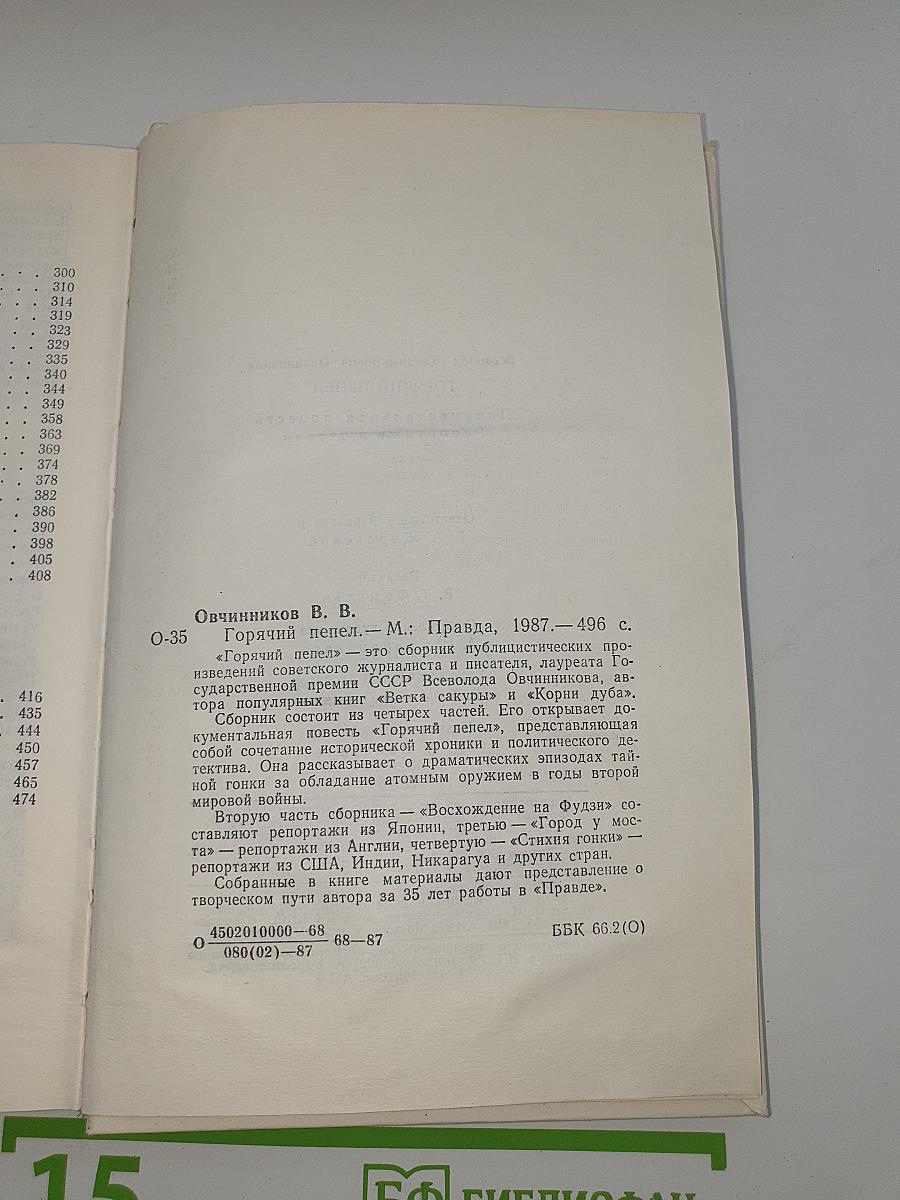 . . . 300
. . . 310
. . . 314
. . 319
. . 323
. . 329
. . 335
. . 340
. . 344
. . 349
. . 358
. . 363
. . 369
. . 374
. . 378
. . 382
. 386
. 390
. 398
. 405
. 408
. 416
. 435
. 444
450
457
465
474
Овчинников В. В.
О-35 Горячий пепел.— М.: Правда, 1987.— 496 с.
«Горячий пепел» — это сборник публицистических про-
изведений советского журналиста и писателя, лауреата Го-
сударственной премии СССР Всеволода Овчинникова, ав-
тора популярных книг «Ветка сакуры» и «Корни дуба».
Сборник состоит из четырех частей. Его открывает до-
кументальная повесть «Горячий пепел», представляющая
собой сочетание исторической хроники и политического де-
тектива. Она рассказывает о драматических эпизодах тай-
ной гонки за обладание атомным оружием в годы второй
мировой войны.
Вторую часть сборника — «Восхождение на Фудзи» со-
ставляют репортажи из Японии, третью — «Город у мос-
та» — репортажи из Англии, четвертую — «Стихия гонки» —
репортажи из США, Индии, Никарагуа и других стран.
Собранные в книге материалы дают представление о
творческом пути автора за 35 лет работы в «Правде».
О 4502010000—68
080(02)—87 68—87 ББК 66.2(О)
15
БФ БИБЛИОФАН